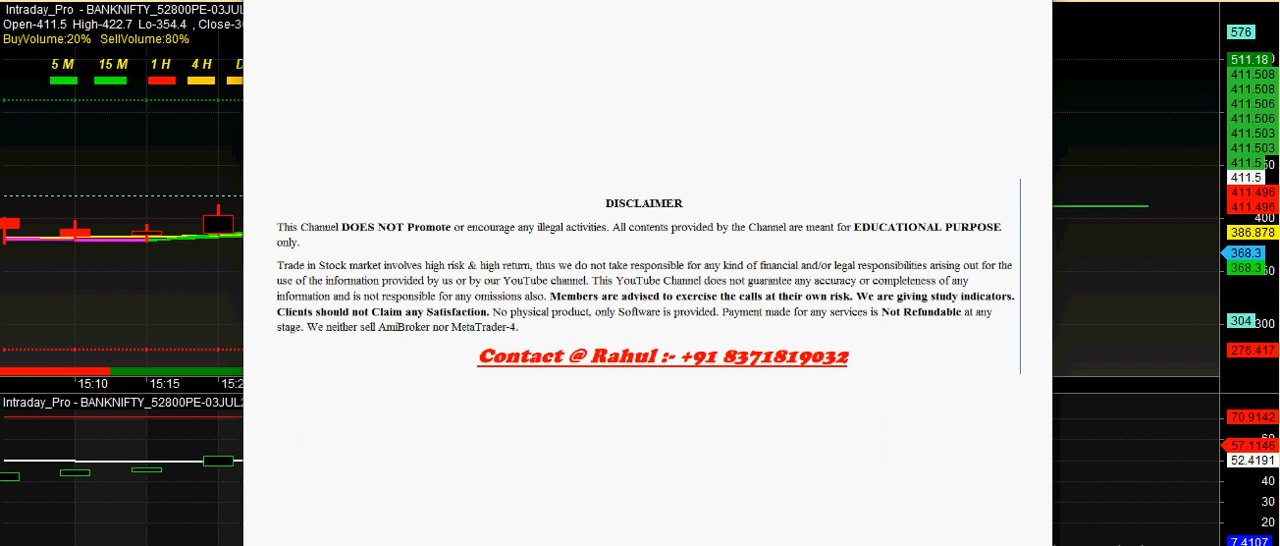 Intraday_Pro - BANKNIFTY_52800PE-03JUL
Open-411.5 High-422.7 Lo-354.4 , Close-3
BuyVolume:20% SellVolume:80%
5 M 15 M 1 H 4 H D
DISCLAIMER
This Channel DOES NOT Promote or encourage any illegal activities. All contents provided by the Channel are meant for EDUCATIONAL PURPOSE
only.
Trade in Stock market involves high risk & high return, thus we do not take responsible for any kind of financial and/or legal responsibilities arising out for the
use of the information provided by us or by our YouTube channel. This YouTube Channel does not guarantee any accuracy or completeness of any
information and is not responsible for any omissions also. Members are advised to exercise the calls at their own risk. We are giving study indicators.
Clients should not Claim any Satisfaction. No physical product, only Software is provided. Payment made for any services is Not Refundable at any
stage. We neither sell AmiBroker nor MetaTrader-4.
Contact @ Rahul :- +91 8371819032
15:10 15:15 15:2
Intraday_Pro - BANKNIFTY_52800PE-03JUL
576
511.18
411.508
411.508
411.506
411.506
411.503
411.503
411.5
411.5
411.496
411.496
400
386.878
368.3
368.3
304
300
276.417
70.9142
57.1146
52.4191
40
30
20
7.4107